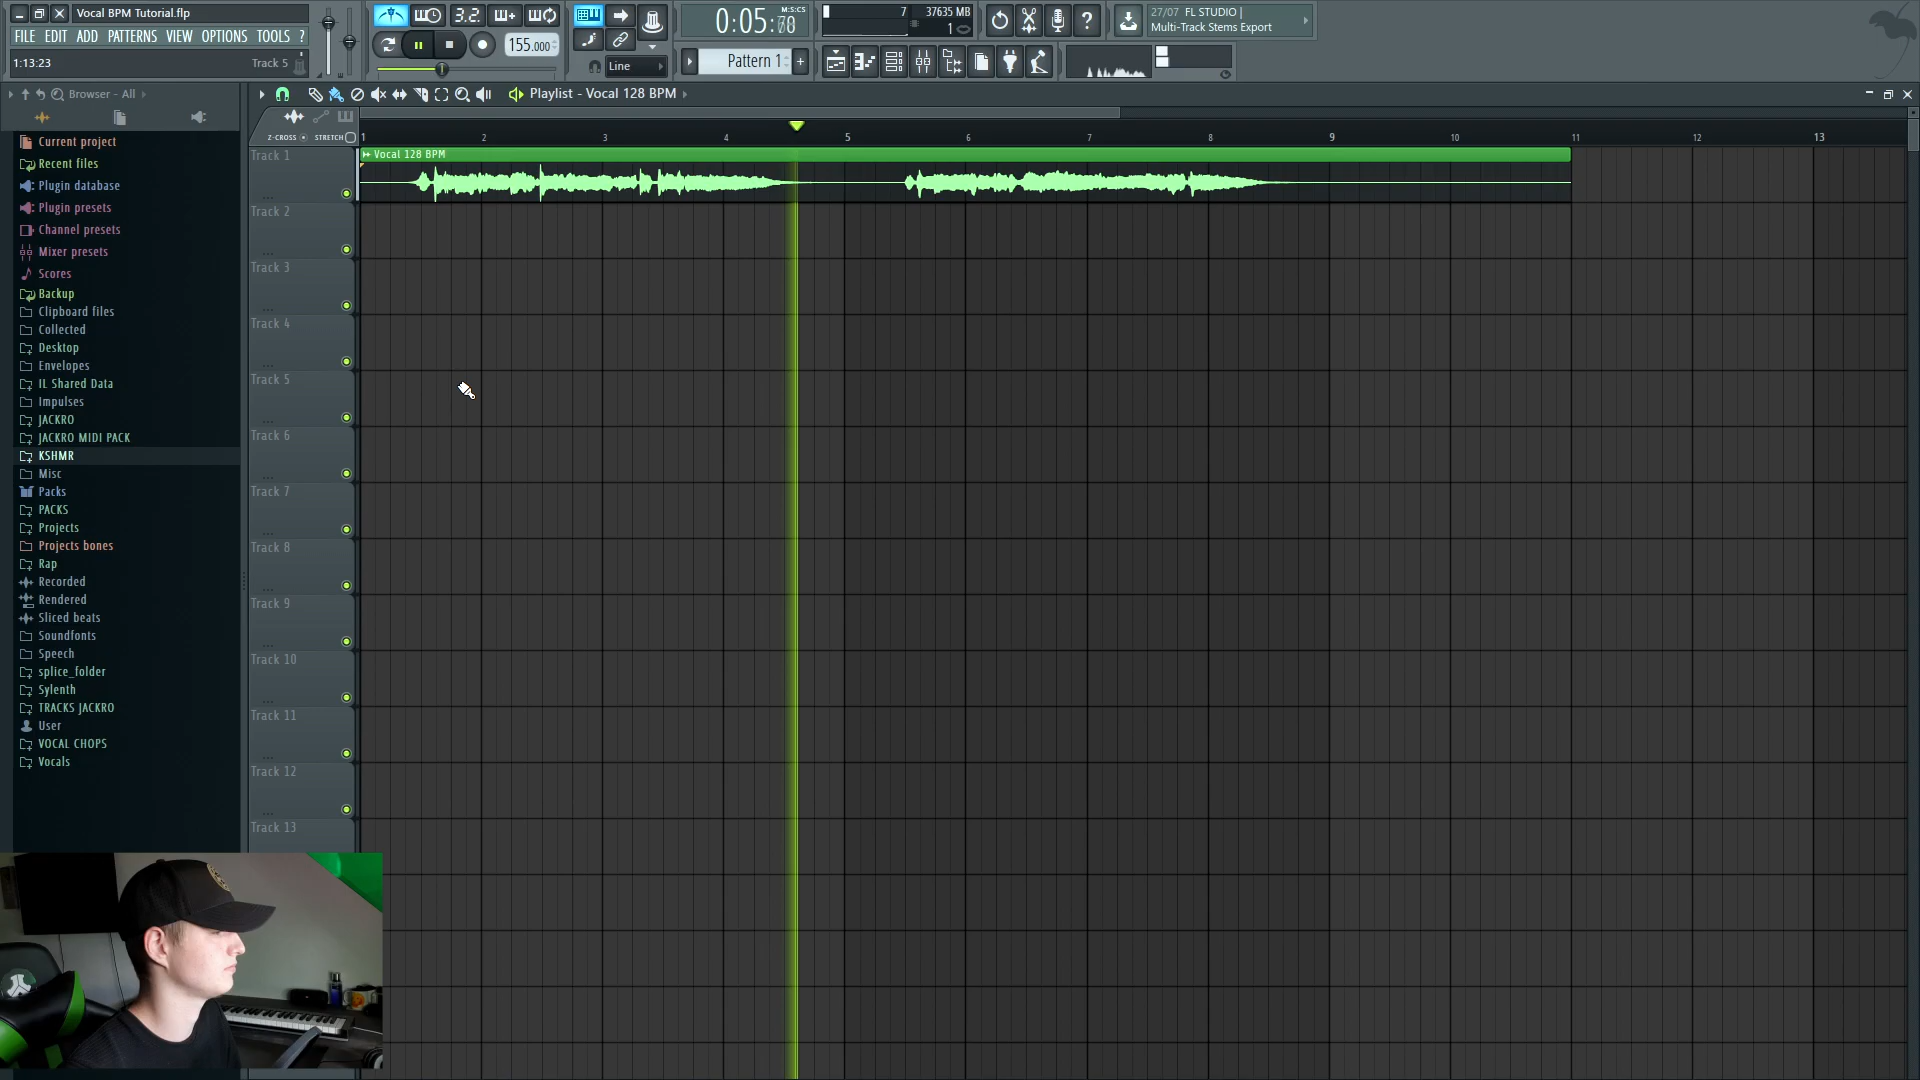 Vocal BPM Tutorial.flp
FILE EDIT ADD PATTERNS VIEW OPTIONS TOOLS ?
1:13:23 Track 5
3.2.
155.000
Line
0:05:78
M:S:CS
Pattern 1
7
37635 MB
1
27/07 FL STUDIO |
Multi-Track Stems Export
Browser - All
Playlist - Vocal 128 BPM
Z-CROSS STRETCH
1 2 3 4 5 6 7 8 9 10 11 12 13
Vocal 128 BPM
Current project
Recent files
Plugin database
Plugin presets
Channel presets
Mixer presets
Scores
Backup
Clipboard files
Collected
Desktop
Envelopes
IL Shared Data
Impulses
JACKRO
JACKRO MIDI PACK
KSHMR
Misc
Packs
PACKS
Projects
Projects bones
Rap
Recorded
Rendered
Sliced beats
Soundfonts
Speech
splice_folder
Sylenth
TRACKS JACKRO
User
VOCAL CHOPS
Vocals
Track 1
Track 2
Track 3
Track 4
Track 5
Track 6
Track 7
Track 8
Track 9
Track 10
Track 11
Track 12
Track 13